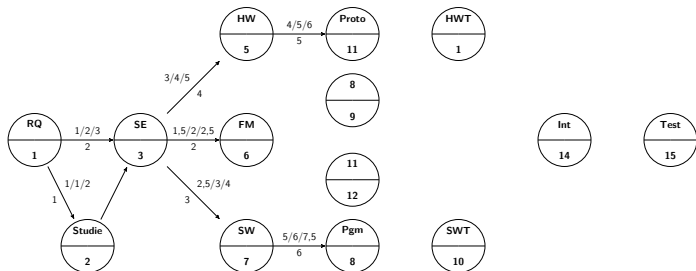 HW
5
4/5/6
5
Proto
11
HWT
1
3/4/5
4
8
9
RQ
1
1/2/3
2
SE
3
1,5/2/2,5
2
FM
6
Int
14
Test
15
1/1/2
1
2,5/3/4
3
11
12
Studie
2
SW
7
5/6/7,5
6
Pgm
8
SWT
10